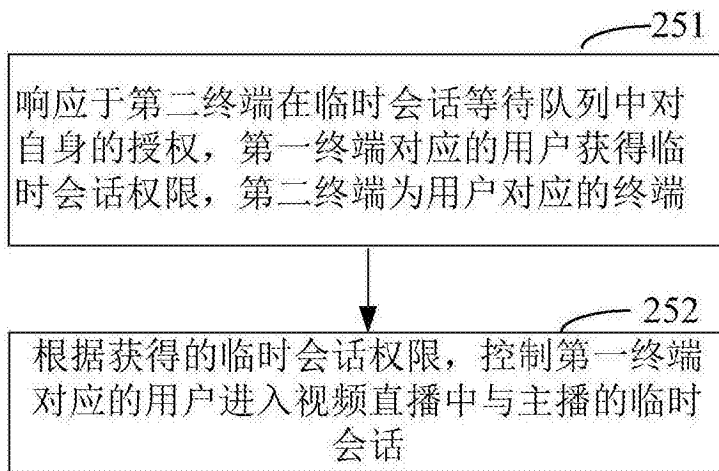 251
响应于第二终端在临时会话等待队列中对
自身的授权，第一终端对应的用户获得临
时会话权限，第二终端为用户对应的终端
252
根据获得的临时会话权限，控制第一终端
对应的用户进入视频直播中与主播的临时
会话